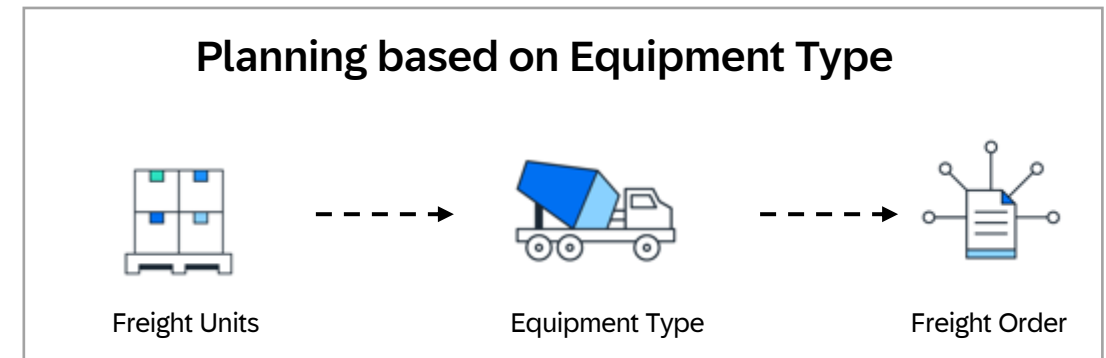 Planning based on Equipment Type
Freight Units
Equipment Type
Freight Order